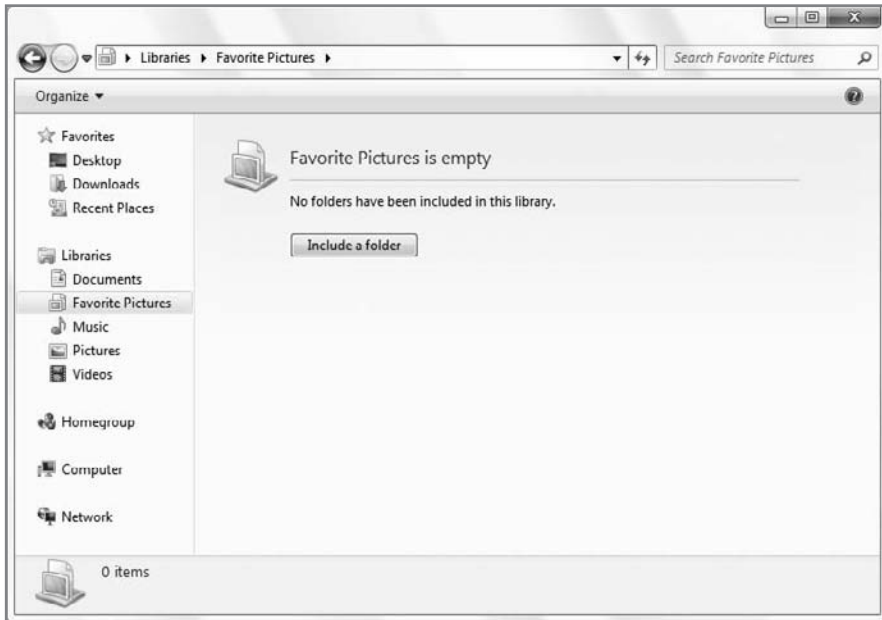 Libraries Favorite Pictures
Search Favorite Pictures
Organize
Favorites
Desktop
Downloads
Recent Places
Libraries
Documents
Favorite Pictures
Music
Pictures
Videos
Homegroup
Computer
Network
Favorite Pictures is empty
No folders have been included in this library.
Include a folder
0 items